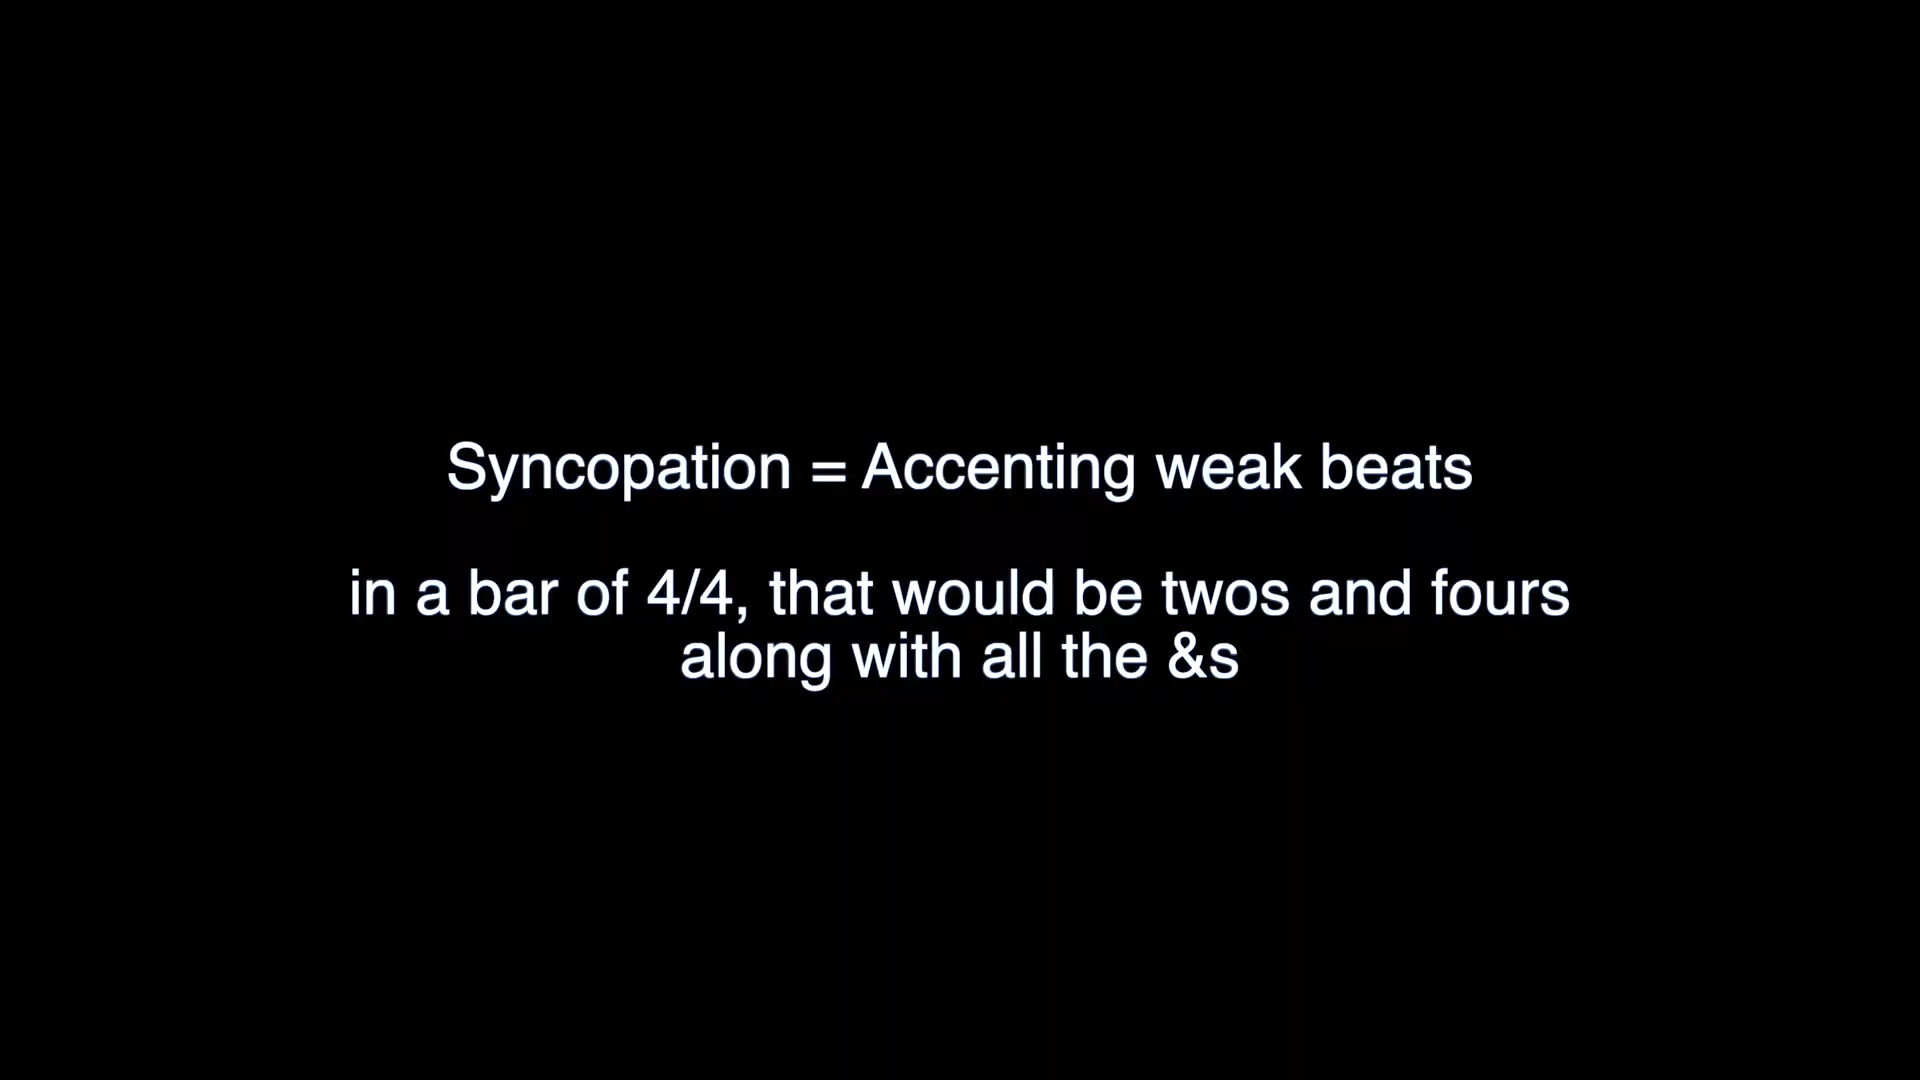 Syncopation = Accenting weak beats
in a bar of 4/4, that would be twos and fours
along with all the &s